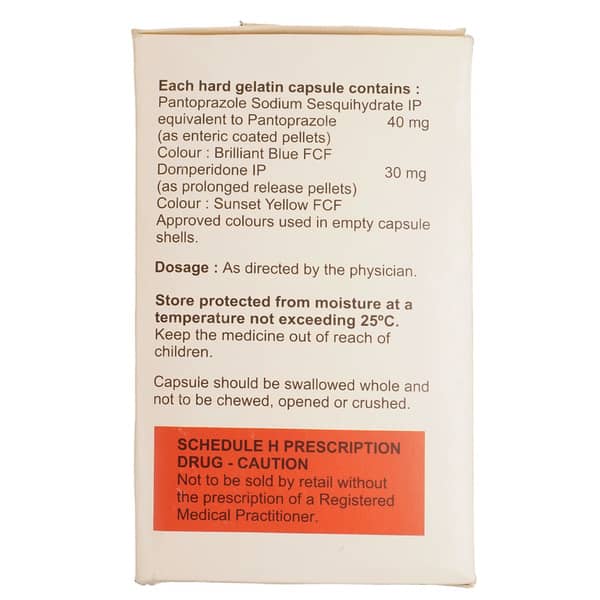 Each hard gelatin capsule contains :
Pantoprazole Sodium Sesquihydrate IP
equivalent to Pantoprazole 40 mg
(as enteric coated pellets)
Colour : Brilliant Blue FCF
Domperidone IP 30 mg
(as prolonged release pellets)
Colour : Sunset Yellow FCF
Approved colours used in empty capsule
shells.
Dosage : As directed by the physician.
Store protected from moisture at a
temperature not exceeding 25ºC.
Keep the medicine out of reach of
children.
Capsule should be swallowed whole and
not to be chewed, opened or crushed.
SCHEDULE H PRESCRIPTION
DRUG - CAUTION
Not to be sold by retail without
the prescription of a Registered
Medical Practitioner.